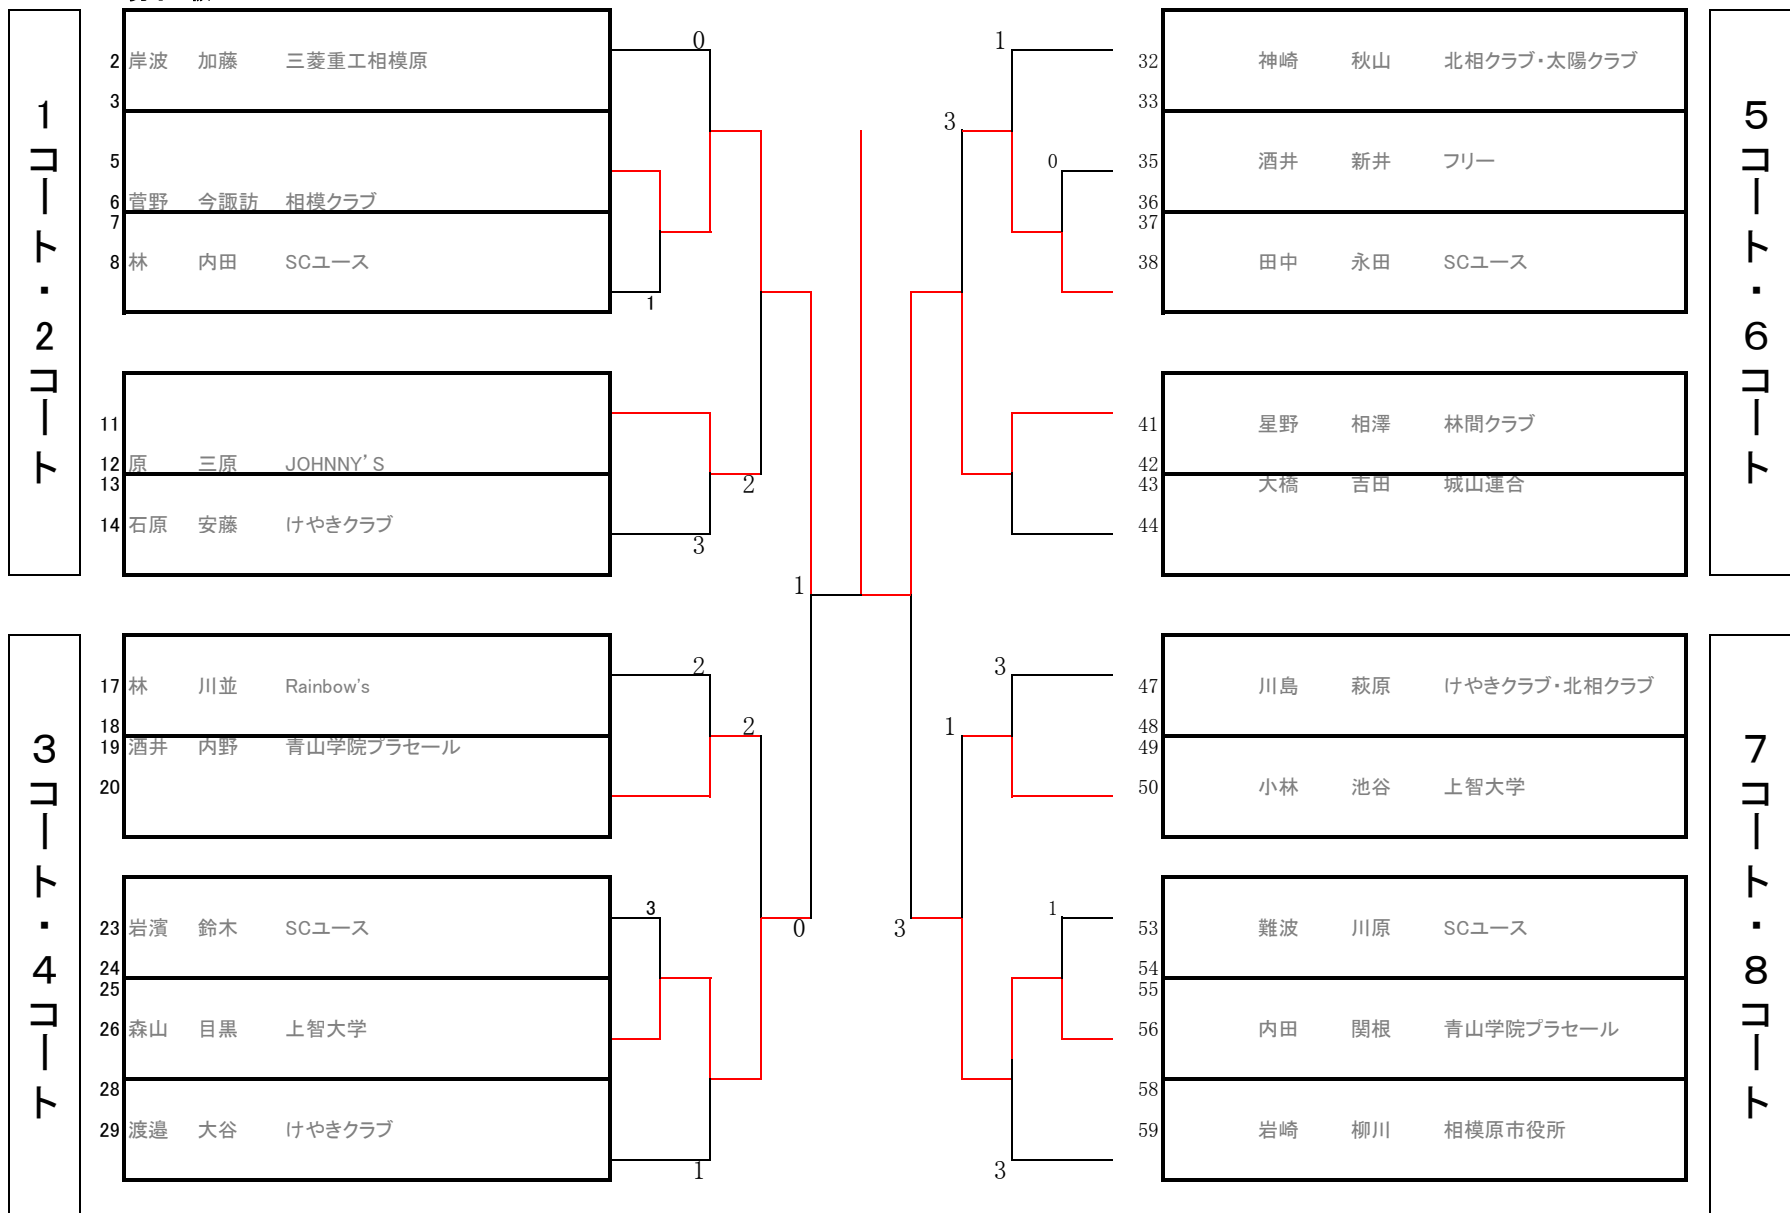 1コート・2コート
2 岸波 加藤 三菱重工相模原
3
5
6 菅野 今諏訪 相模クラブ
7
8 林 内田 SCユース
11
12 原 三原 JOHNNY'S
13
14 石原 安藤 けやきクラブ
3コート・4コート
17 林 川並 Rainbow's
18
19 酒井 内野 青山学院プラセール
20
23 岩濱 鈴木 SCユース
24
25
26 森山 目黒 上智大学
28
29 渡邉 大谷 けやきクラブ
0
1
2
3
1
2
2
3
0
1
1
3
0
3
1
3
1
3
32 神崎 秋山 北相クラブ・太陽クラブ
33
35 酒井 新井 フリー
36
37
38 田中 永田 SCユース
41 星野 相澤 林間クラブ
42
43 大橋 吉田 城山連合
44
5コート・6コート
47 川島 萩原 けやきクラブ・北相クラブ
48
49
50 小林 池谷 上智大学
53 難波 川原 SCユース
54
55
56 内田 関根 青山学院プラセール
58
59 岩崎 柳川 相模原市役所
7コート・8コート